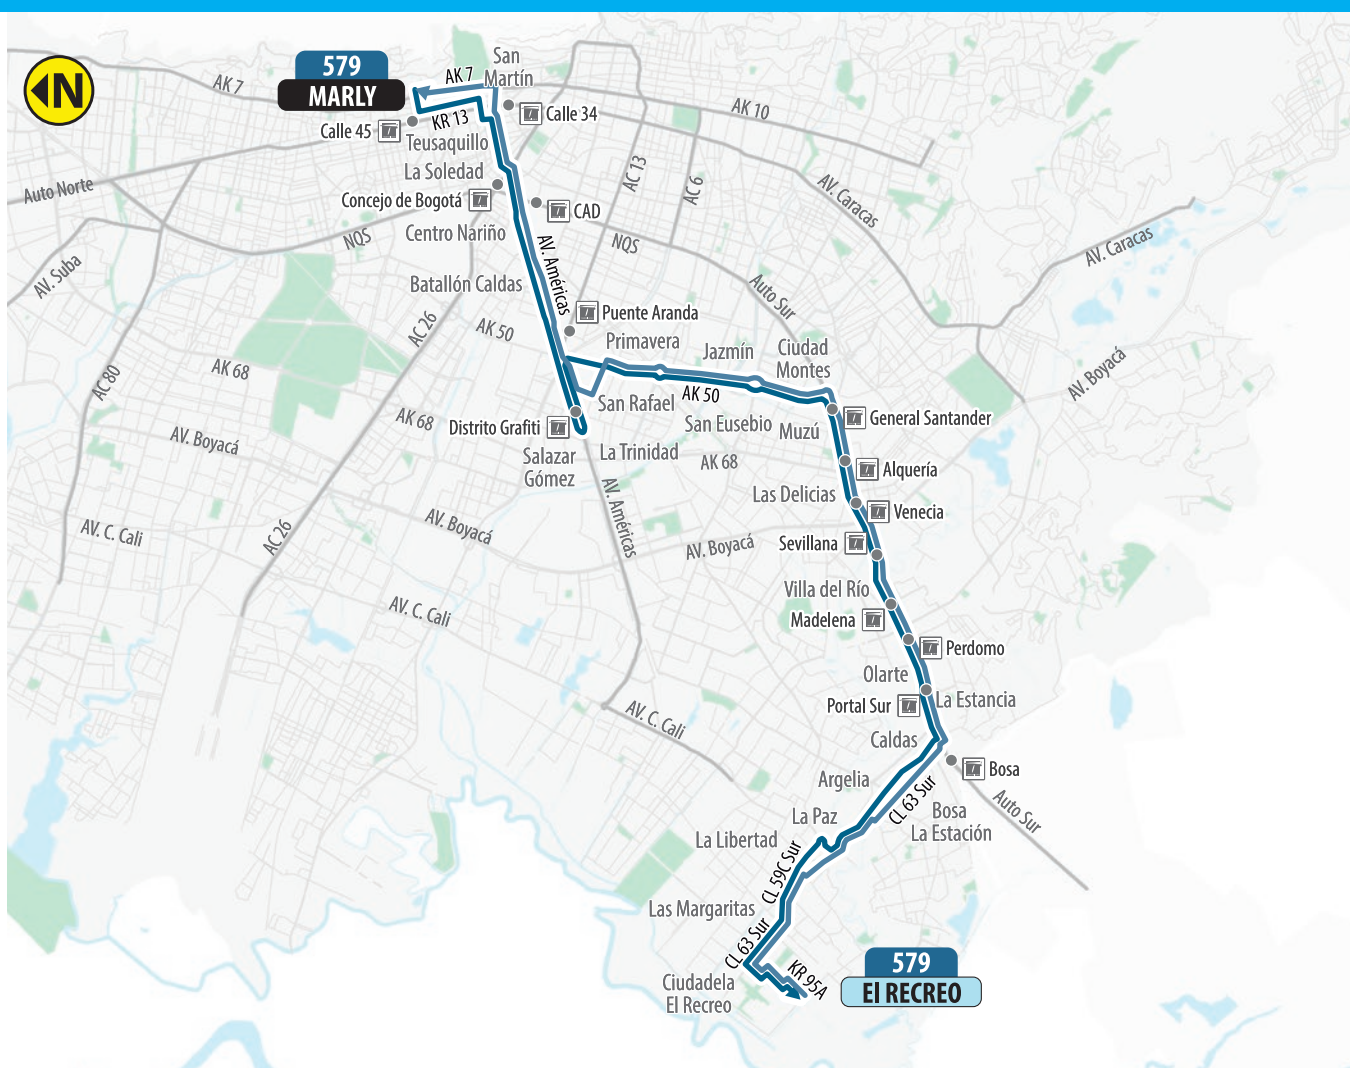 N
579
MARLY
AK 7
AK 7
San
Martín
AK 10
Calle 34
Calle 45
KR 13
Teusaquillo
La Soledad
AC 13
AC 6
AV. Caracas
Auto Norte
Concejo de Bogotá
CAD
NQS
Centro Nariño
NQS
AV. Caracas
AV. Suba
AV. Américas
Batallón Caldas
Auto Sur
AC 26
AK 50
Puente Aranda
Primavera
Jazmín
Ciudad
Montes
AV. Boyacá
AC 80
AK 68
AK 50
San Rafael
AK 68
Distrito Grafiti
San Eusebio
Muzú
General Santander
AV. Boyacá
Salazar
Gómez
La Trinidad
AK 68
Alquería
AV. Américas
Las Delicias
Venecia
AV. C. Cali
AC 26
AV. Boyacá
AV. Boyacá
Sevillana
Villa del Río
AV. C. Cali
Madelena
Perdomo
Olarte
La Estancia
Portal Sur
AV. C. Cali
Caldas
Bosa
Argelia
CL 63 Sur
Auto Sur
La Paz
Bosa
La Estación
La Libertad
CL 59C Sur
Las Margaritas
CL 63 Sur
KR 95A
Ciudadela
El Recreo
579
El RECREO